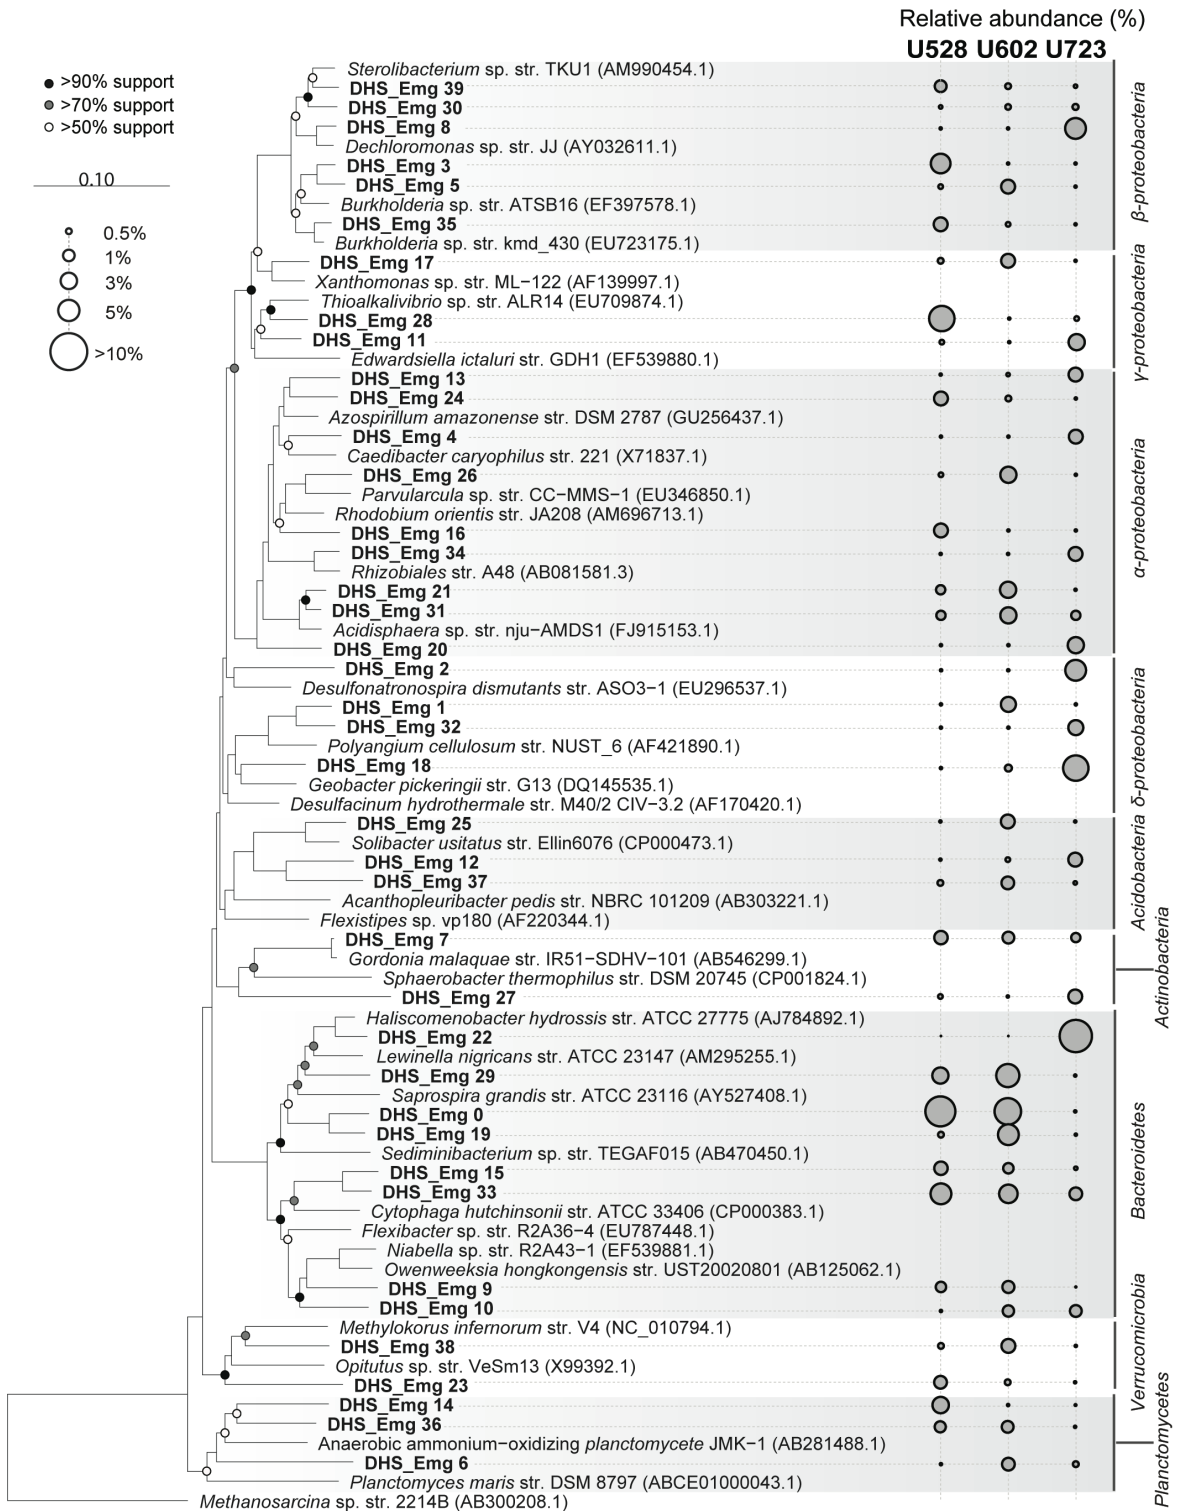 Relative abundance (%)
U528 U602 U723
>90% support
>70% support
>50% support
0.10
0.5%
1%
3%
5%
>10%
Sterolibacterium sp. str. TKU1 (AM990454.1)
DHS_Emg 39
DHS_Emg 30
DHS_Emg 8
Dechloromonas sp. str. JJ (AY032611.1)
DHS_Emg 3
DHS_Emg 5
Burkholderia sp. str. ATSB16 (EF397578.1)
DHS_Emg 35
Burkholderia sp. str. kmd_430 (EU723175.1)
β-proteobacteria
DHS_Emg 17
Xanthomonas sp. str. ML−122 (AF139997.1)
Thioalkalivibrio sp. str. ALR14 (EU709874.1)
DHS_Emg 28
DHS_Emg 11
Edwardsiella ictaluri str. GDH1 (EF539880.1)
γ-proteobacteria
DHS_Emg 13
DHS_Emg 24
Azospirillum amazonense str. DSM 2787 (GU256437.1)
DHS_Emg 4
Caedibacter caryophilus str. 221 (X71837.1)
DHS_Emg 26
Parvularcula sp. str. CC−MMS−1 (EU346850.1)
Rhodobium orientis str. JA208 (AM696713.1)
DHS_Emg 16
DHS_Emg 34
Rhizobiales str. A48 (AB081581.3)
DHS_Emg 21
DHS_Emg 31
Acidisphaera sp. str. nju−AMDS1 (FJ915153.1)
DHS_Emg 20
α-proteobacteria
DHS_Emg 2
Desulfonatronospira dismutants str. ASO3−1 (EU296537.1)
DHS_Emg 1
DHS_Emg 32
Polyangium cellulosum str. NUST_6 (AF421890.1)
DHS_Emg 18
Geobacter pickeringii str. G13 (DQ145535.1)
Desulfacinum hydrothermale str. M40/2 CIV−3.2 (AF170420.1)
δ-proteobacteria
DHS_Emg 25
Solibacter usitatus str. Ellin6076 (CP000473.1)
DHS_Emg 12
DHS_Emg 37
Acanthopleuribacter pedis str. NBRC 101209 (AB303221.1)
Flexistipes sp. vp180 (AF220344.1)
Acidobacteria
DHS_Emg 7
Gordonia malaquae str. IR51−SDHV−101 (AB546299.1)
Sphaerobacter thermophilus str. DSM 20745 (CP001824.1)
DHS_Emg 27
Actinobacteria
Haliscomenobacter hydrossis str. ATCC 27775 (AJ784892.1)
DHS_Emg 22
Lewinella nigricans str. ATCC 23147 (AM295255.1)
DHS_Emg 29
Saprospira grandis str. ATCC 23116 (AY527408.1)
DHS_Emg 0
DHS_Emg 19
Sediminibacterium sp. str. TEGAF015 (AB470450.1)
DHS_Emg 15
DHS_Emg 33
Cytophaga hutchinsonii str. ATCC 33406 (CP000383.1)
Flexibacter sp. str. R2A36−4 (EU787448.1)
Niabella sp. str. R2A43−1 (EF539881.1)
Owenweeksia hongkongensis str. UST20020801 (AB125062.1)
DHS_Emg 9
DHS_Emg 10
Bacteroidetes
Methylokorus infernorum str. V4 (NC_010794.1)
DHS_Emg 38
Opitutus sp. str. VeSm13 (X99392.1)
DHS_Emg 23
Verrucomicrobia
DHS_Emg 14
DHS_Emg 36
Anaerobic ammonium−oxidizing planctomycete JMK−1 (AB281488.1)
DHS_Emg 6
Planctomyces maris str. DSM 8797 (ABCE01000043.1)
Planctomycetes
Methanosarcina sp. str. 2214B (AB300208.1)